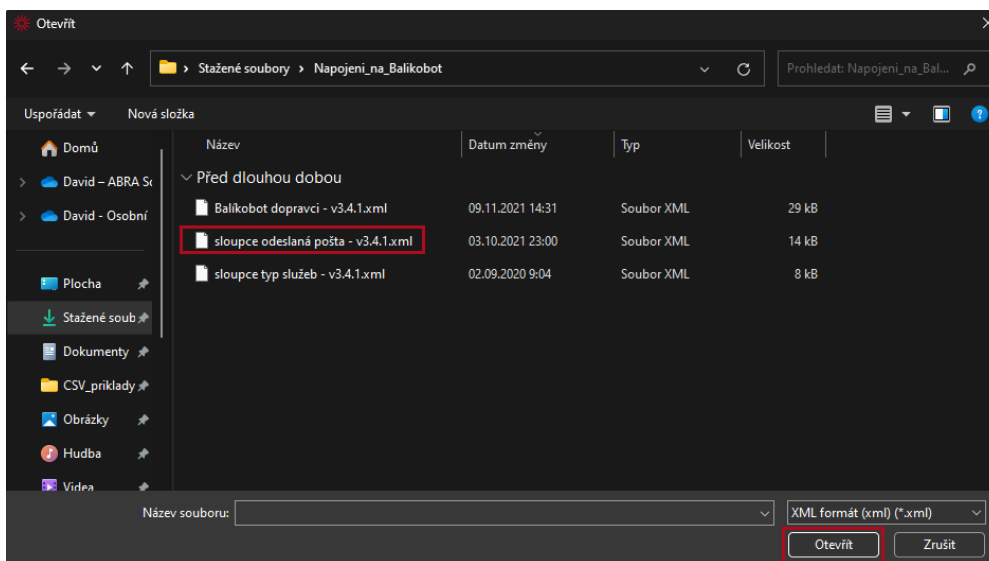 Otevřít
Stažené soubory > Napojeni_na_Balikobot
Prohledat: Napojeni_na_Bal...
Uspořádat
Nová složka
Název Datum změny Typ Velikost
Domů
David – ABRA So
David - Osobní
Plocha
Stažené soub
Dokumenty
CSV_priklady
Obrázky
Hudba
Videa
Před dlouhou dobou
Balíkobot dopravci - v3.4.1.xml 09.11.2021 14:31 Soubor XML 29 kB
sloupce odeslaná pošta - v3.4.1.xml 03.10.2021 23:00 Soubor XML 14 kB
sloupce typ služeb - v3.4.1.xml 02.09.2020 9:04 Soubor XML 8 kB
Název souboru:
XML formát (xml) (*.xml)
Otevřít
Zrušit